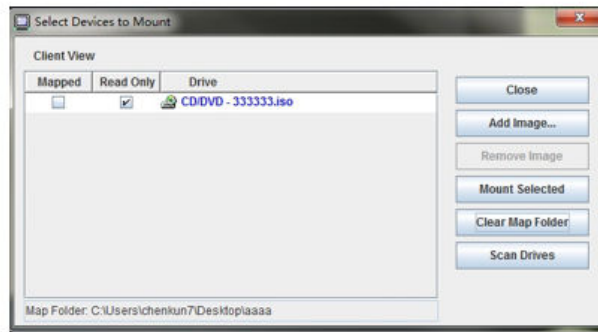 Select Devices to Mount
Client View
Mapped Read Only Drive
CD/DVD - 333333.iso
Close
Add Image...
Remove Image
Mount Selected
Clear Map Folder
Scan Drives
Map Folder: C:\Users\chenkun7\Desktop\aaaa